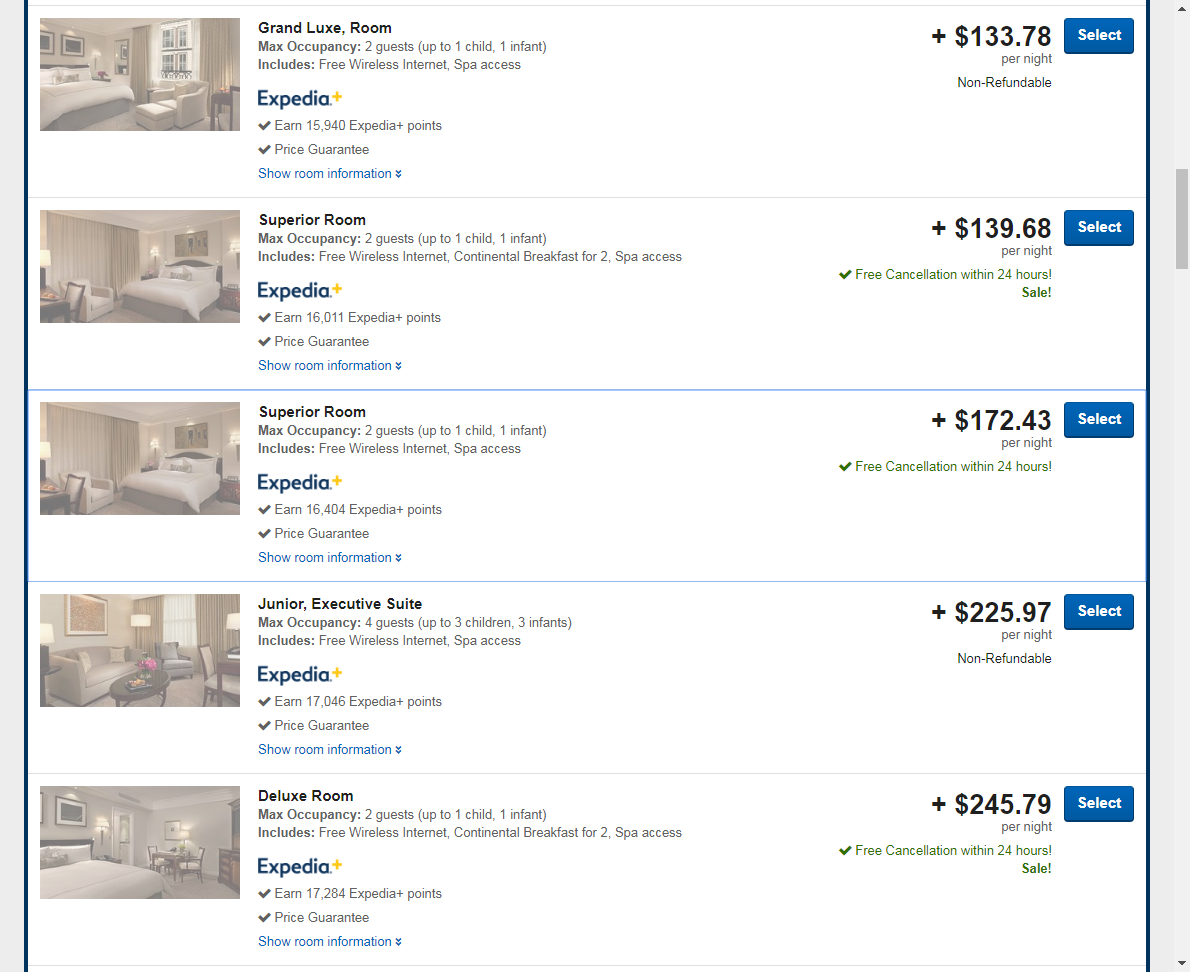 Grand Luxe, Room
Max Occupancy: 2 guests (up to 1 child, 1 infant)
Includes: Free Wireless Internet, Spa access
Expedia.+
Earn 15,940 Expedia+ points
Price Guarantee
Show room information
+ $133.78
per night
Non-Refundable
Select
Superior Room
Max Occupancy: 2 guests (up to 1 child, 1 infant)
Includes: Free Wireless Internet, Continental Breakfast for 2, Spa access
Expedia.+
Earn 16,011 Expedia+ points
Price Guarantee
Show room information
+ $139.68
per night
Free Cancellation within 24 hours!
Sale!
Select
Superior Room
Max Occupancy: 2 guests (up to 1 child, 1 infant)
Includes: Free Wireless Internet, Spa access
Expedia.+
Earn 16,404 Expedia+ points
Price Guarantee
Show room information
+ $172.43
per night
Free Cancellation within 24 hours!
Select
Junior, Executive Suite
Max Occupancy: 4 guests (up to 3 children, 3 infants)
Includes: Free Wireless Internet, Spa access
Expedia.+
Earn 17,046 Expedia+ points
Price Guarantee
Show room information
+ $225.97
per night
Non-Refundable
Select
Deluxe Room
Max Occupancy: 2 guests (up to 1 child, 1 infant)
Includes: Free Wireless Internet, Continental Breakfast for 2, Spa access
Expedia.+
Earn 17,284 Expedia+ points
Price Guarantee
Show room information
+ $245.79
per night
Free Cancellation within 24 hours!
Sale!
Select